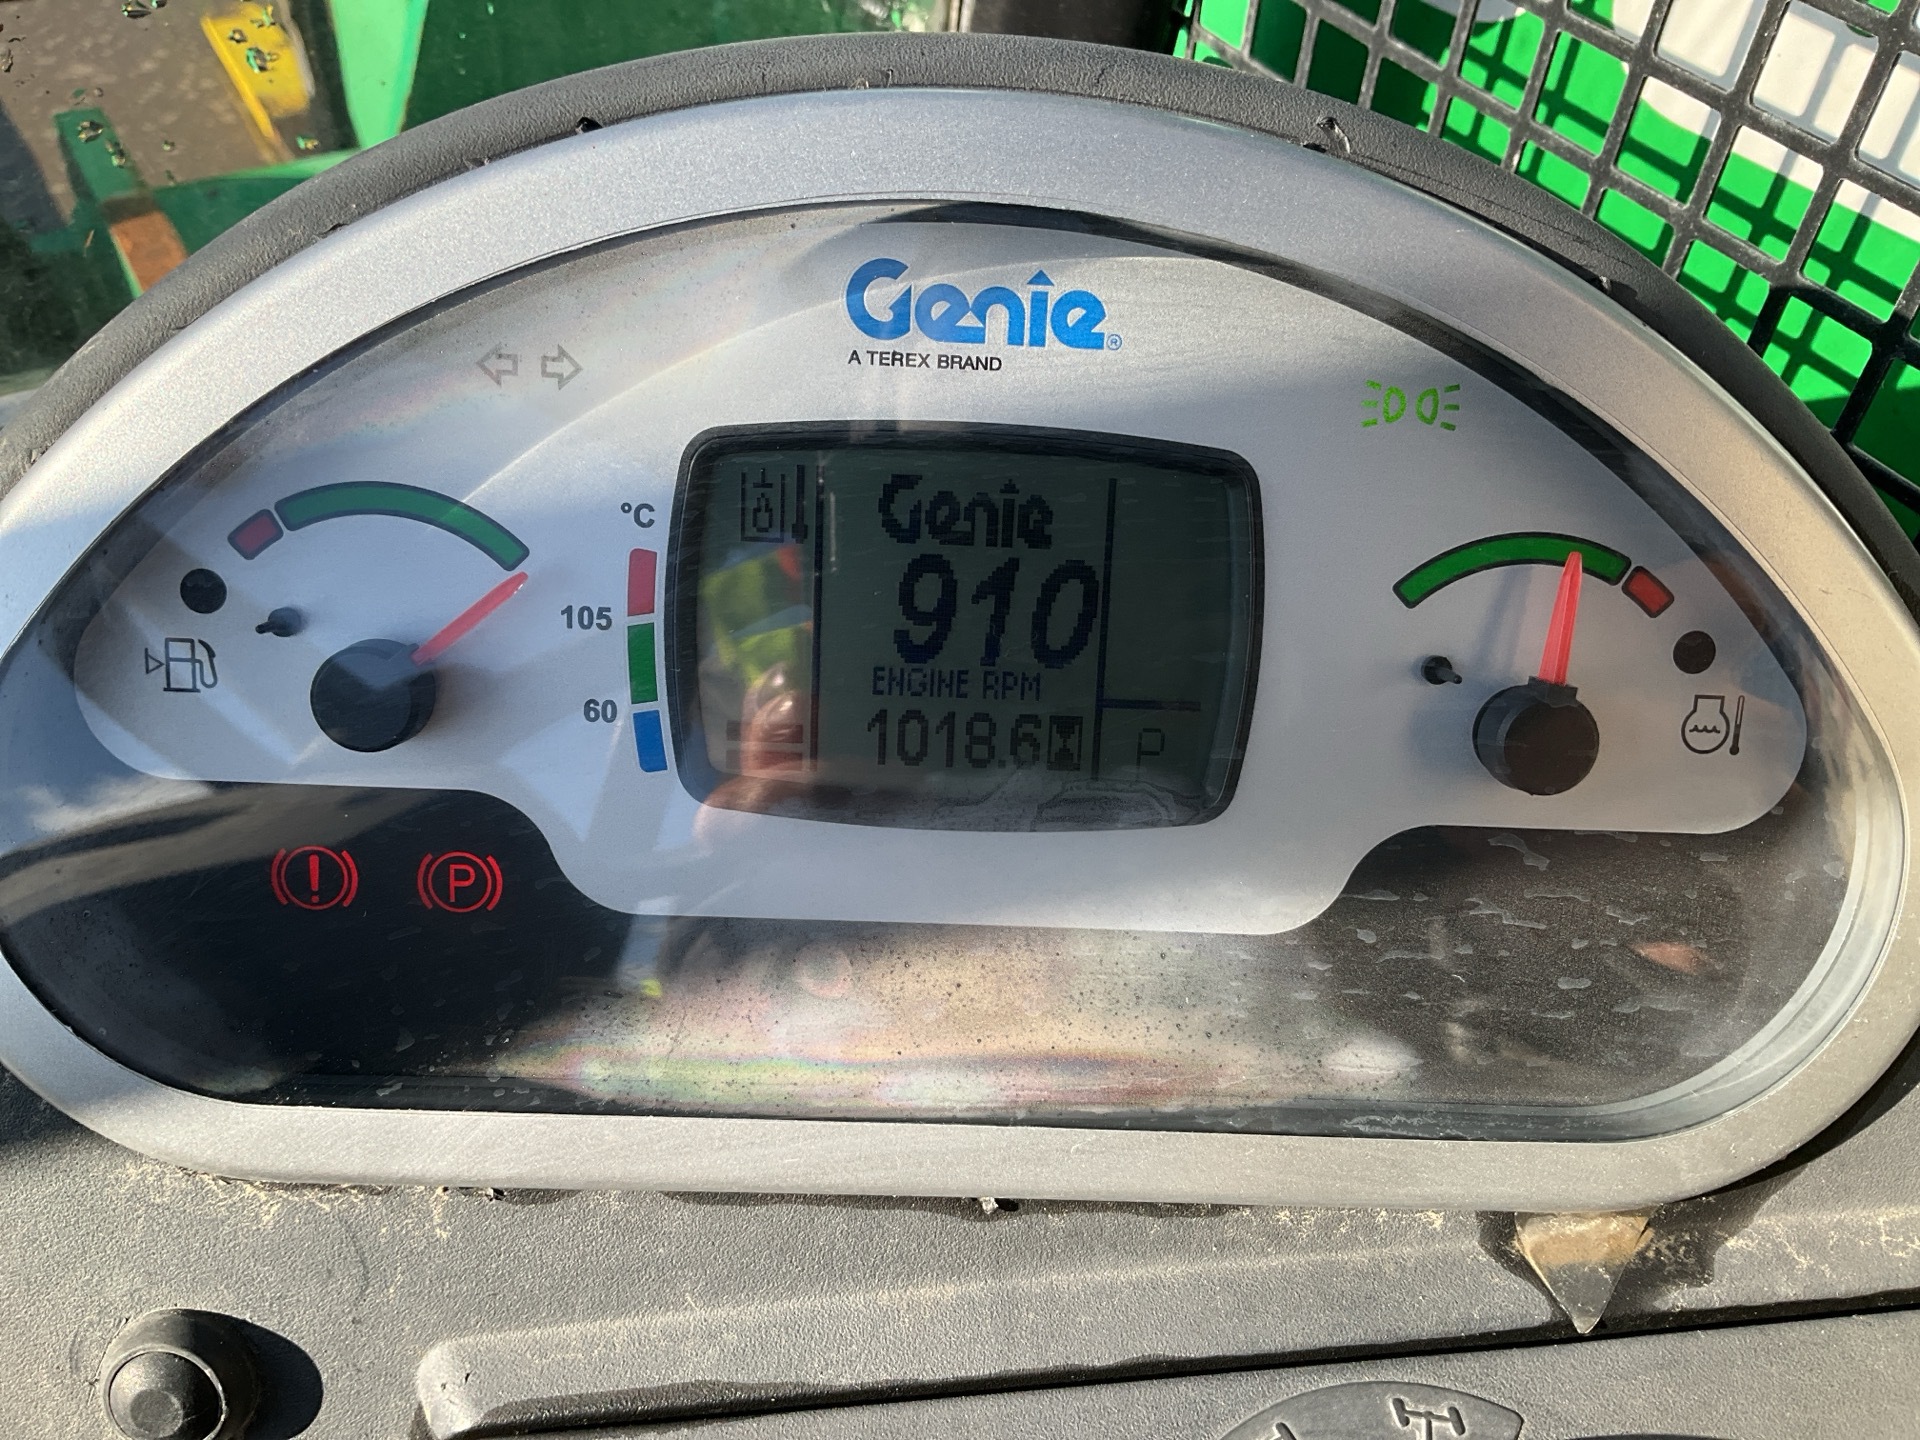 Genie®
A TEREX BRAND
°C
105
60
Genie
910
ENGINE RPM
1018.6
P
P